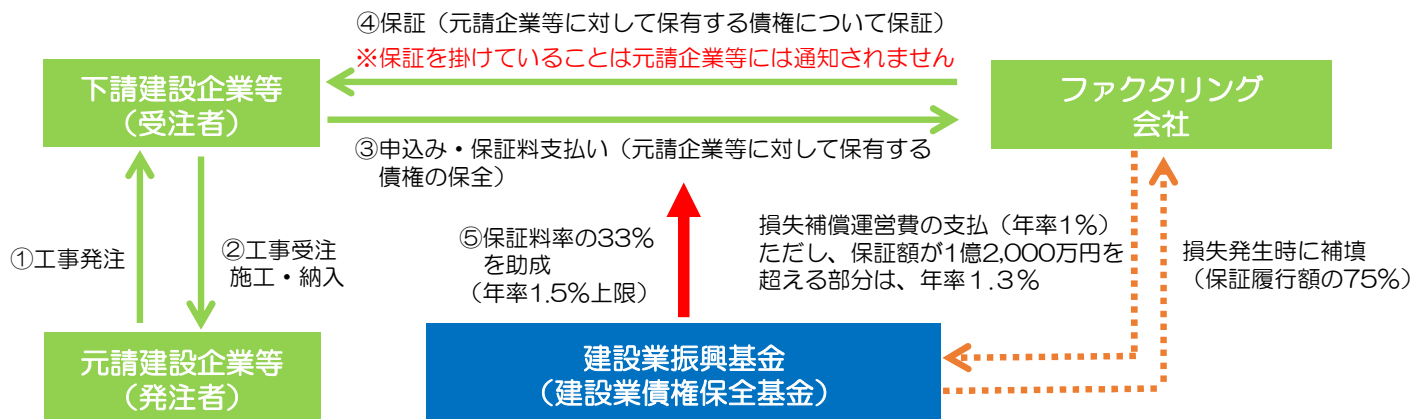 ④保証（元請企業等に対して保有する債権について保証）
※保証を掛けていることは元請企業等には通知されません
下請建設企業等
（受注者）
ファクタリング
会社
③申込み・保証料支払い（元請企業等に対して保有する
債権の保全）
①工事発注
②工事受注
施工・納入
⑤保証料率の33%
を助成
（年率1.5%上限）
損失補償運営費の支払（年率1%）
ただし、保証額が1億2,000万円を
超える部分は、年率１.３%
損失発生時に補填
（保証履行額の75%）
元請建設企業等
（発注者）
建設業振興基金
（建設業債権保全基金）